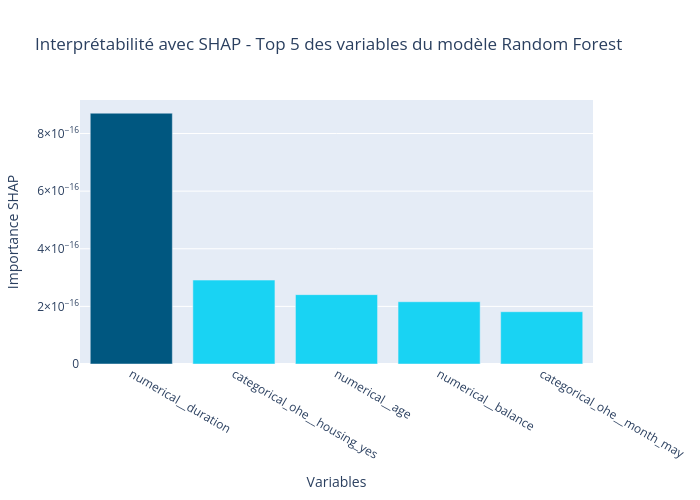 Interprétabilité avec SHAP - Top 5 des variables du modèle Random Forest
Importance SHAP
8×10⁻¹⁶
6×10⁻¹⁶
4×10⁻¹⁶
2×10⁻¹⁶
0
numerical__duration
categorical_ohe__housing_yes
numerical__age
numerical__balance
categorical_ohe__month_may
Variables